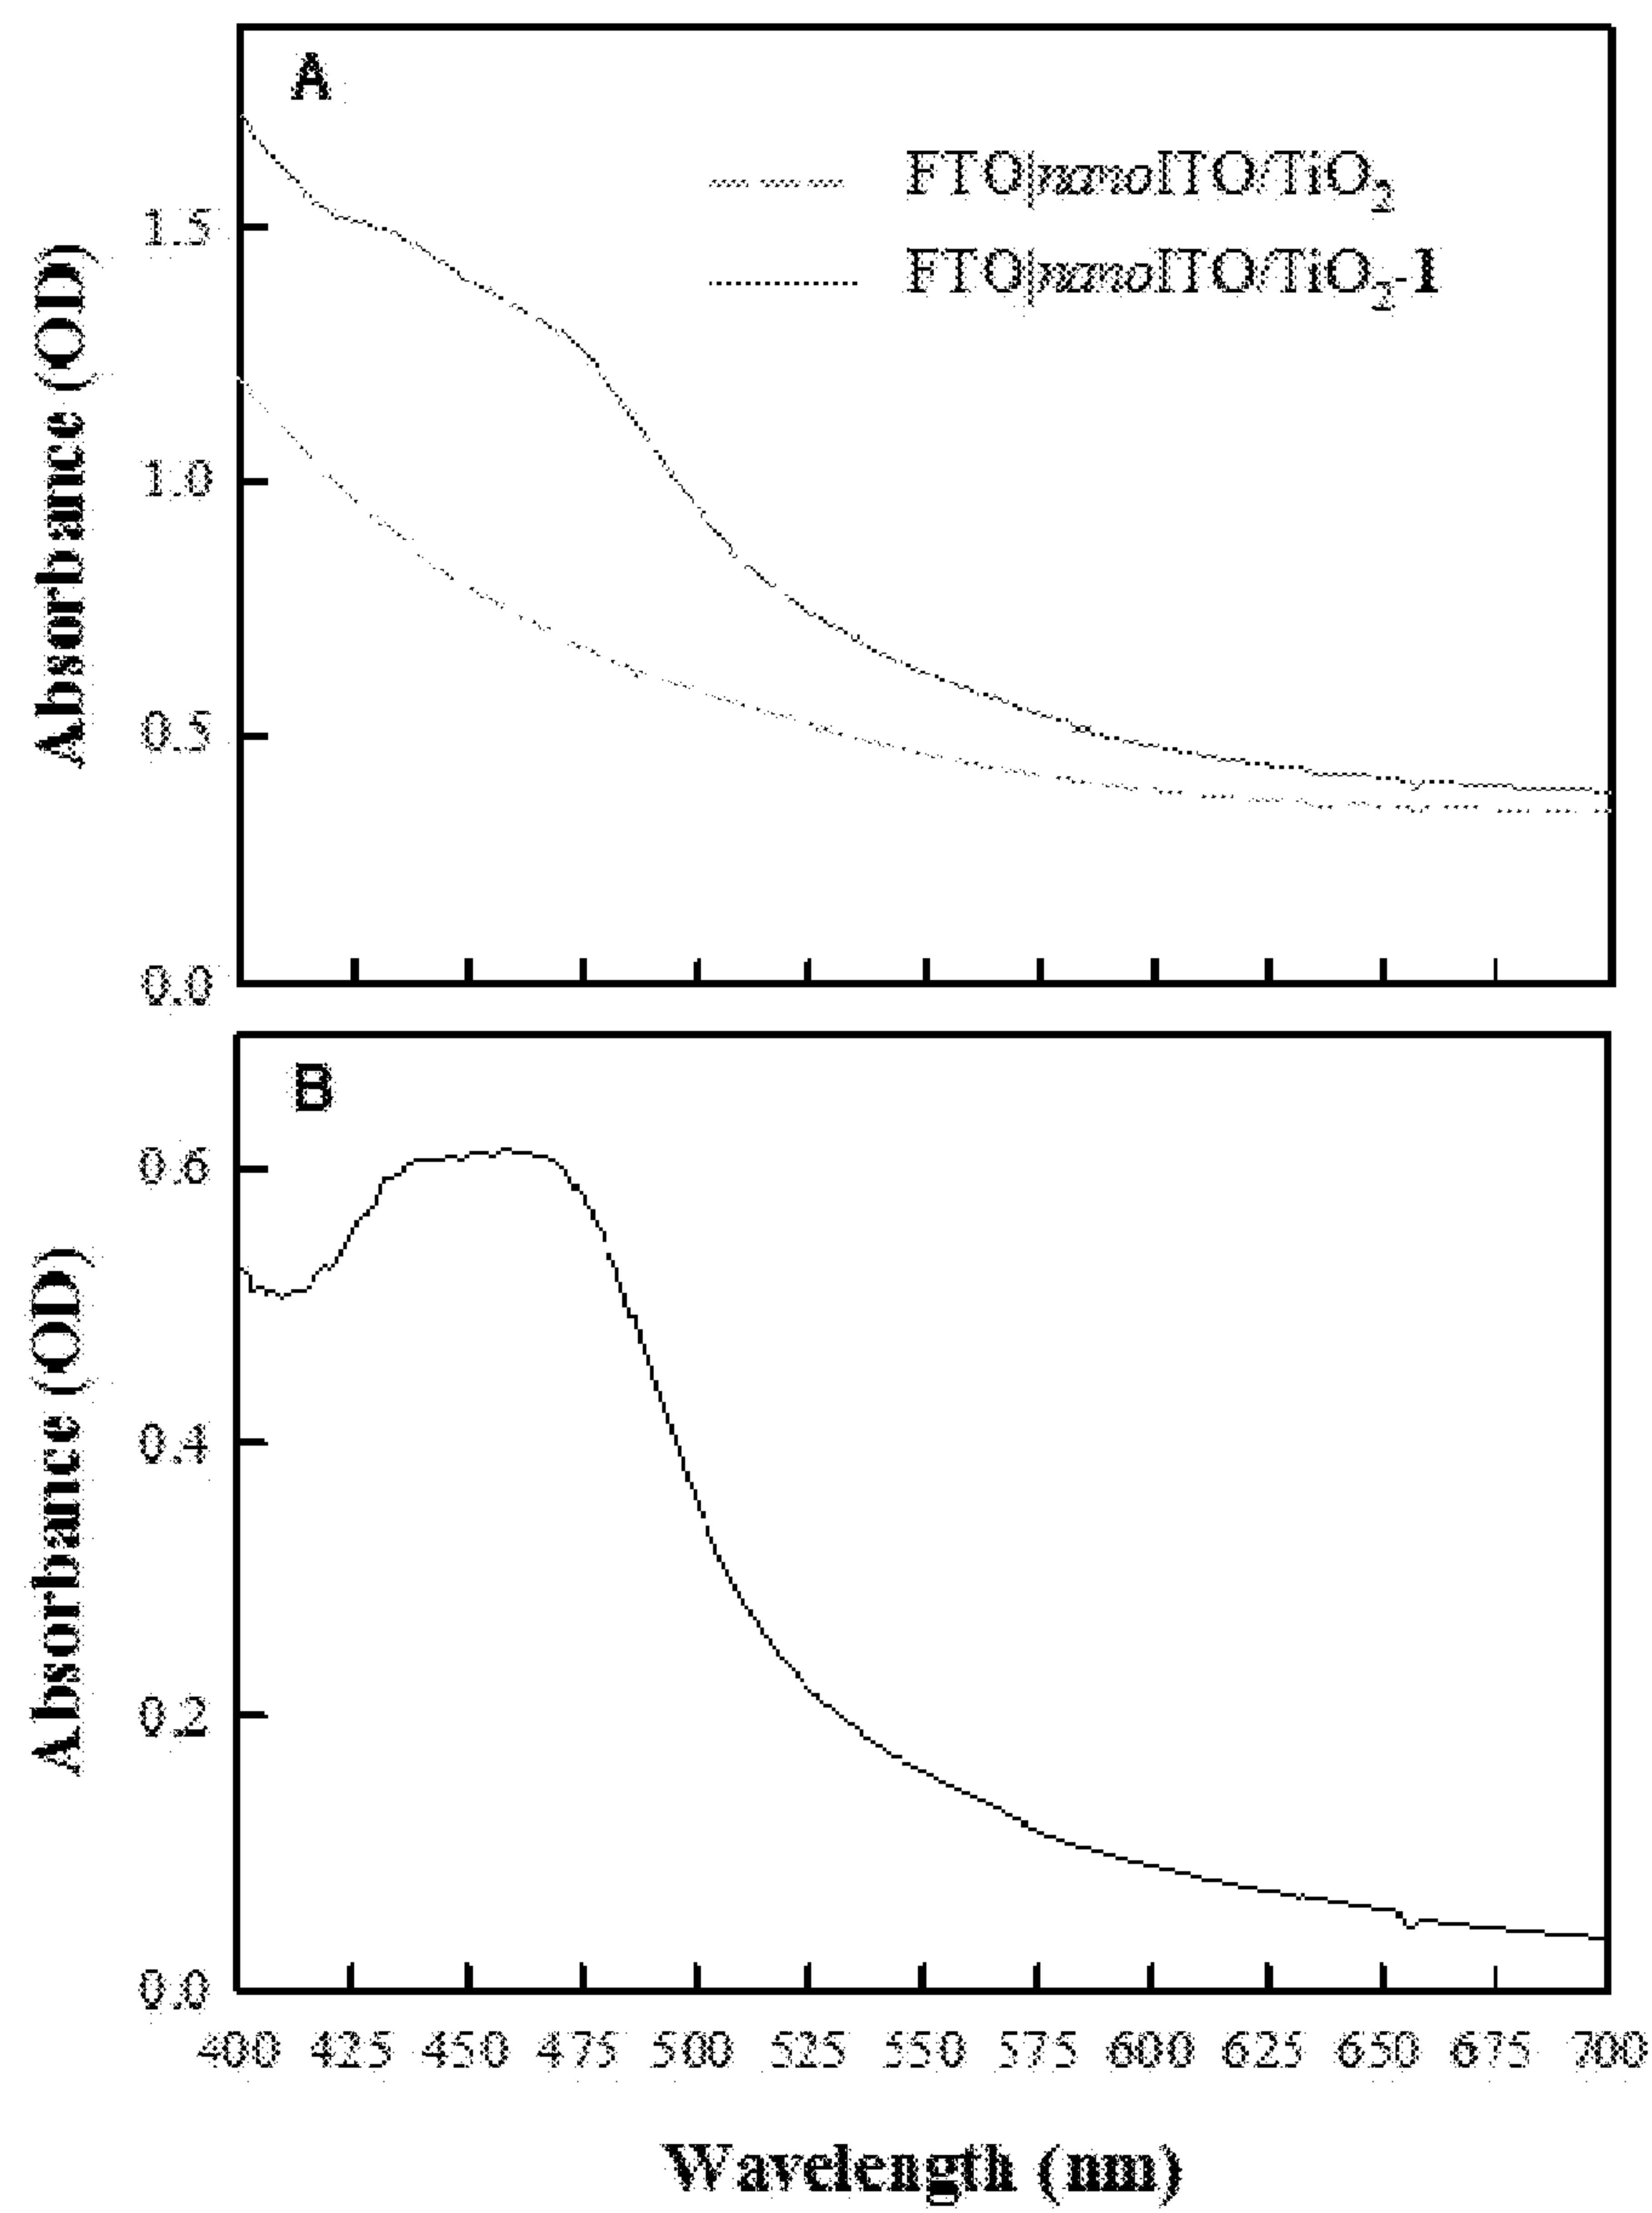 A
FTO|nanoITO/TiO2
FTO|nanoITO/TiO2-1
Absorbance (OD)
1.5
1.0
0.5
0.0
B
Absorbance (OD)
0.6
0.4
0.2
0.0
400 425 450 475 500 525 550 575 600 625 650 675 700
Wavelength (nm)